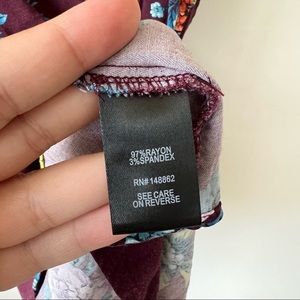 97%RAYON
3%SPANDEX
RN# 148662
SEE CARE
ON REVERSE